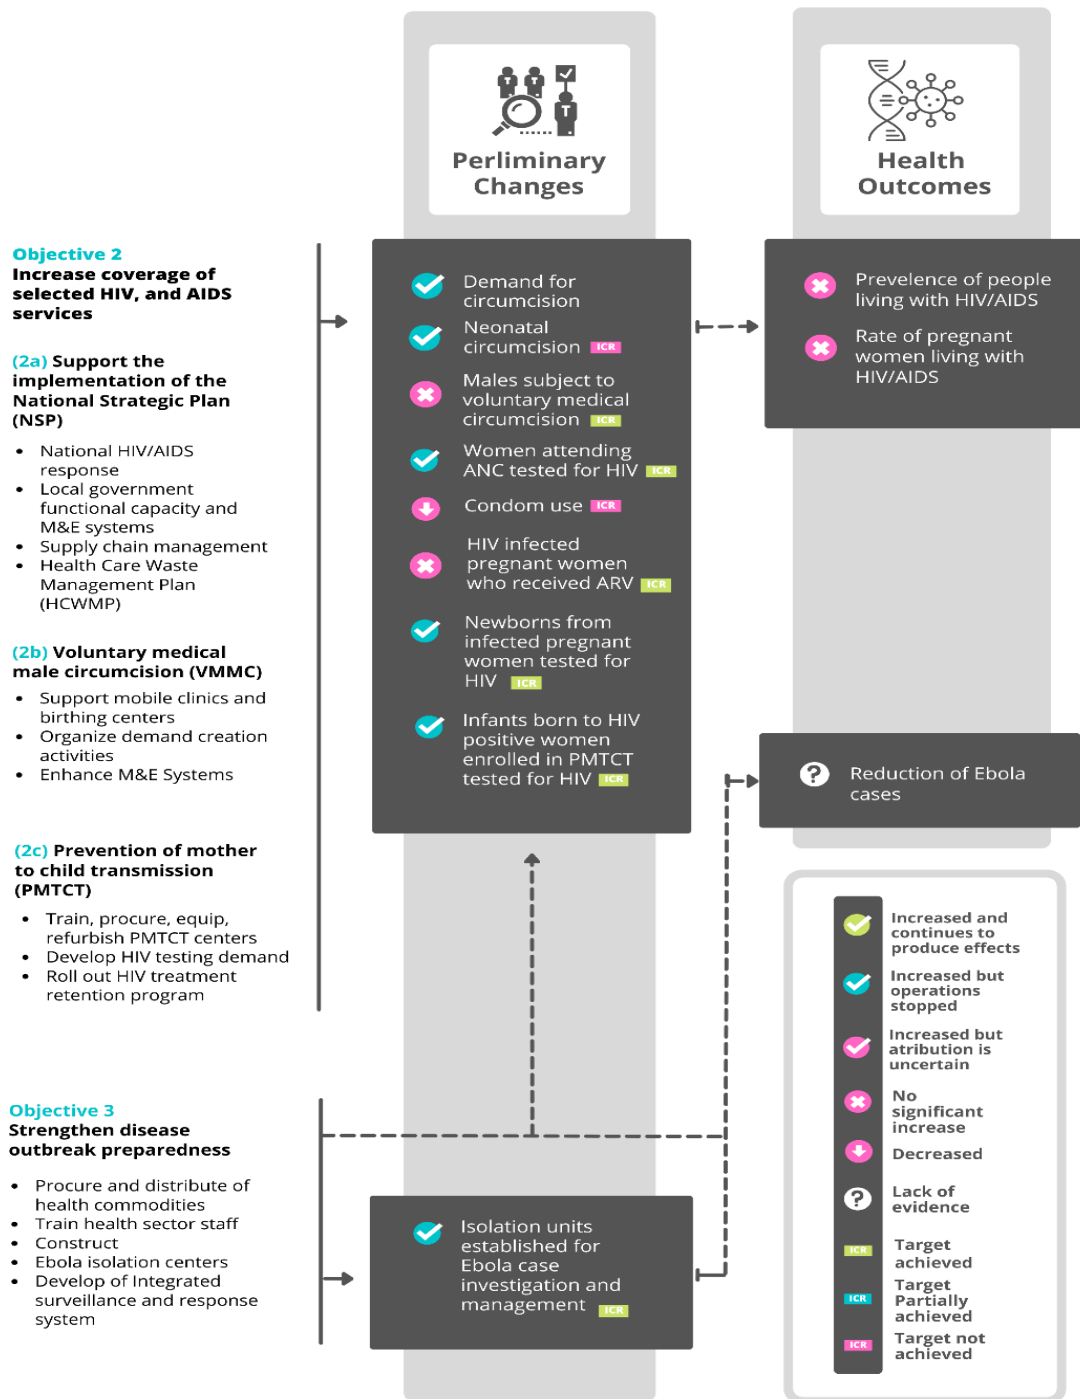 Perliminary
Changes
Health
Outcomes
Objective 2
Increase coverage of
selected HIV, and AIDS
services
(2a) Support the
implementation of the
National Strategic Plan
(NSP)
• National HIV/AIDS
response
• Local government
functional capacity and
M&E systems
• Supply chain management
• Health Care Waste
Management Plan
(HCWMP)
(2b) Voluntary medical
male circumcision (VMMC)
• Support mobile clinics and
birthing centers
• Organize demand creation
activities
• Enhance M&E Systems
(2c) Prevention of mother
to child transmission
(PMTCT)
• Train, procure, equip,
refurbish PMTCT centers
• Develop HIV testing demand
• Roll out HIV treatment
retention program
Demand for
circumcision
Neonatal
circumcision ICR
Males subject to
voluntary medical
circumcision ICR
Women attending
ANC tested for HIV ICR
Condom use ICR
HIV infected
pregnant women
who received ARV ICR
Newborns from
infected pregnant
women tested for
HIV ICR
Infants born to HIV
positive women
enrolled in PMTCT
tested for HIV ICR
Prevelence of people
living with HIV/AIDS
Rate of pregnant
women living with
HIV/AIDS
? Reduction of Ebola
cases
Objective 3
Strengthen disease
outbreak preparedness
• Procure and distribute of
health commodities
• Train health sector staff
• Construct
• Ebola isolation centers
• Develop of Integrated
surveillance and response
system
Isolation units
established for
Ebola case
investigation and
management ICR
Increased and
continues to
produce effects
Increased but
operations
stopped
Increased but
atribution is
uncertain
No
significant
increase
Decreased
? Lack of
evidence
ICR Target
achieved
ICR Target
Partially
achieved
ICR Target not
achieved